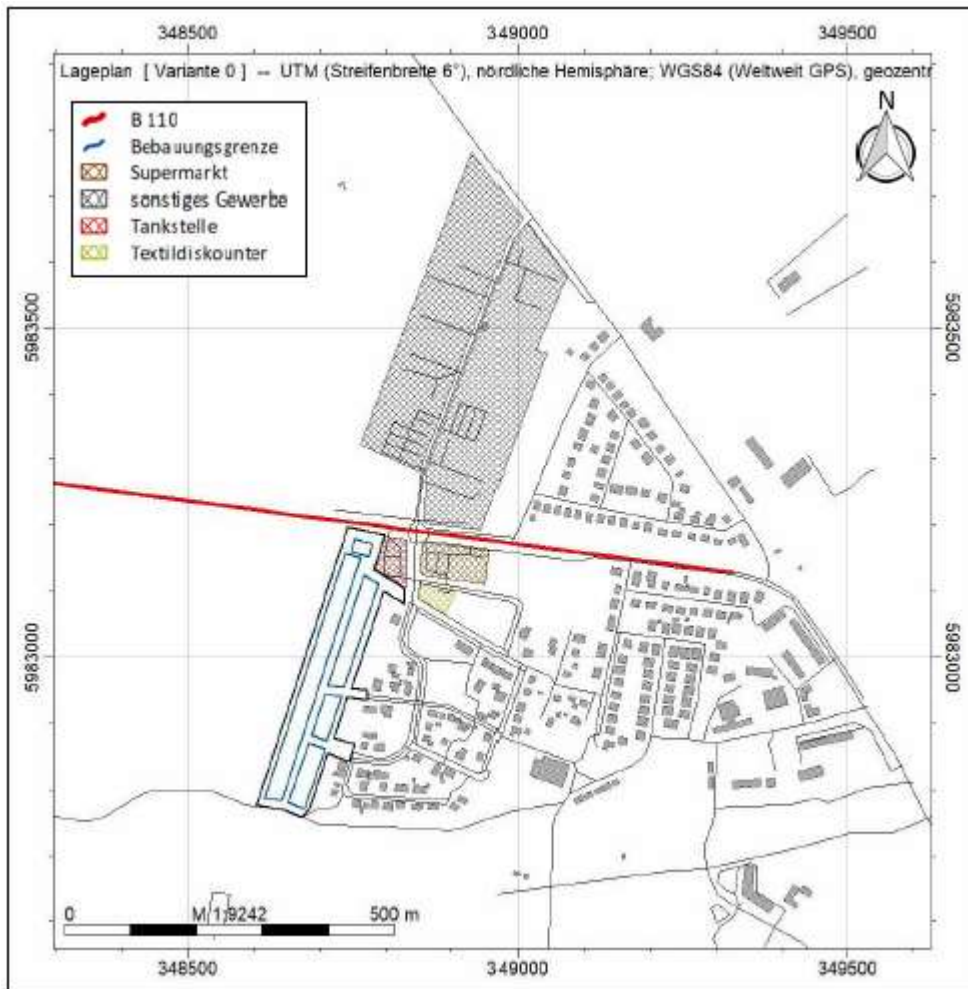 348500 349000 349500
Lageplan [ Variante 0 ] -- UTM (Streifenbreite 6°), nördliche Hemisphäre; WGS84 (Weltweit GPS), geozentr
N
B 110
Bebauungsgrenze
Supermarkt
sonstiges Gewerbe
Tankstelle
Textildiskounter
5983500 5983500
5983000 5983000
0 M 1:9242 500 m
348500 349000 349500